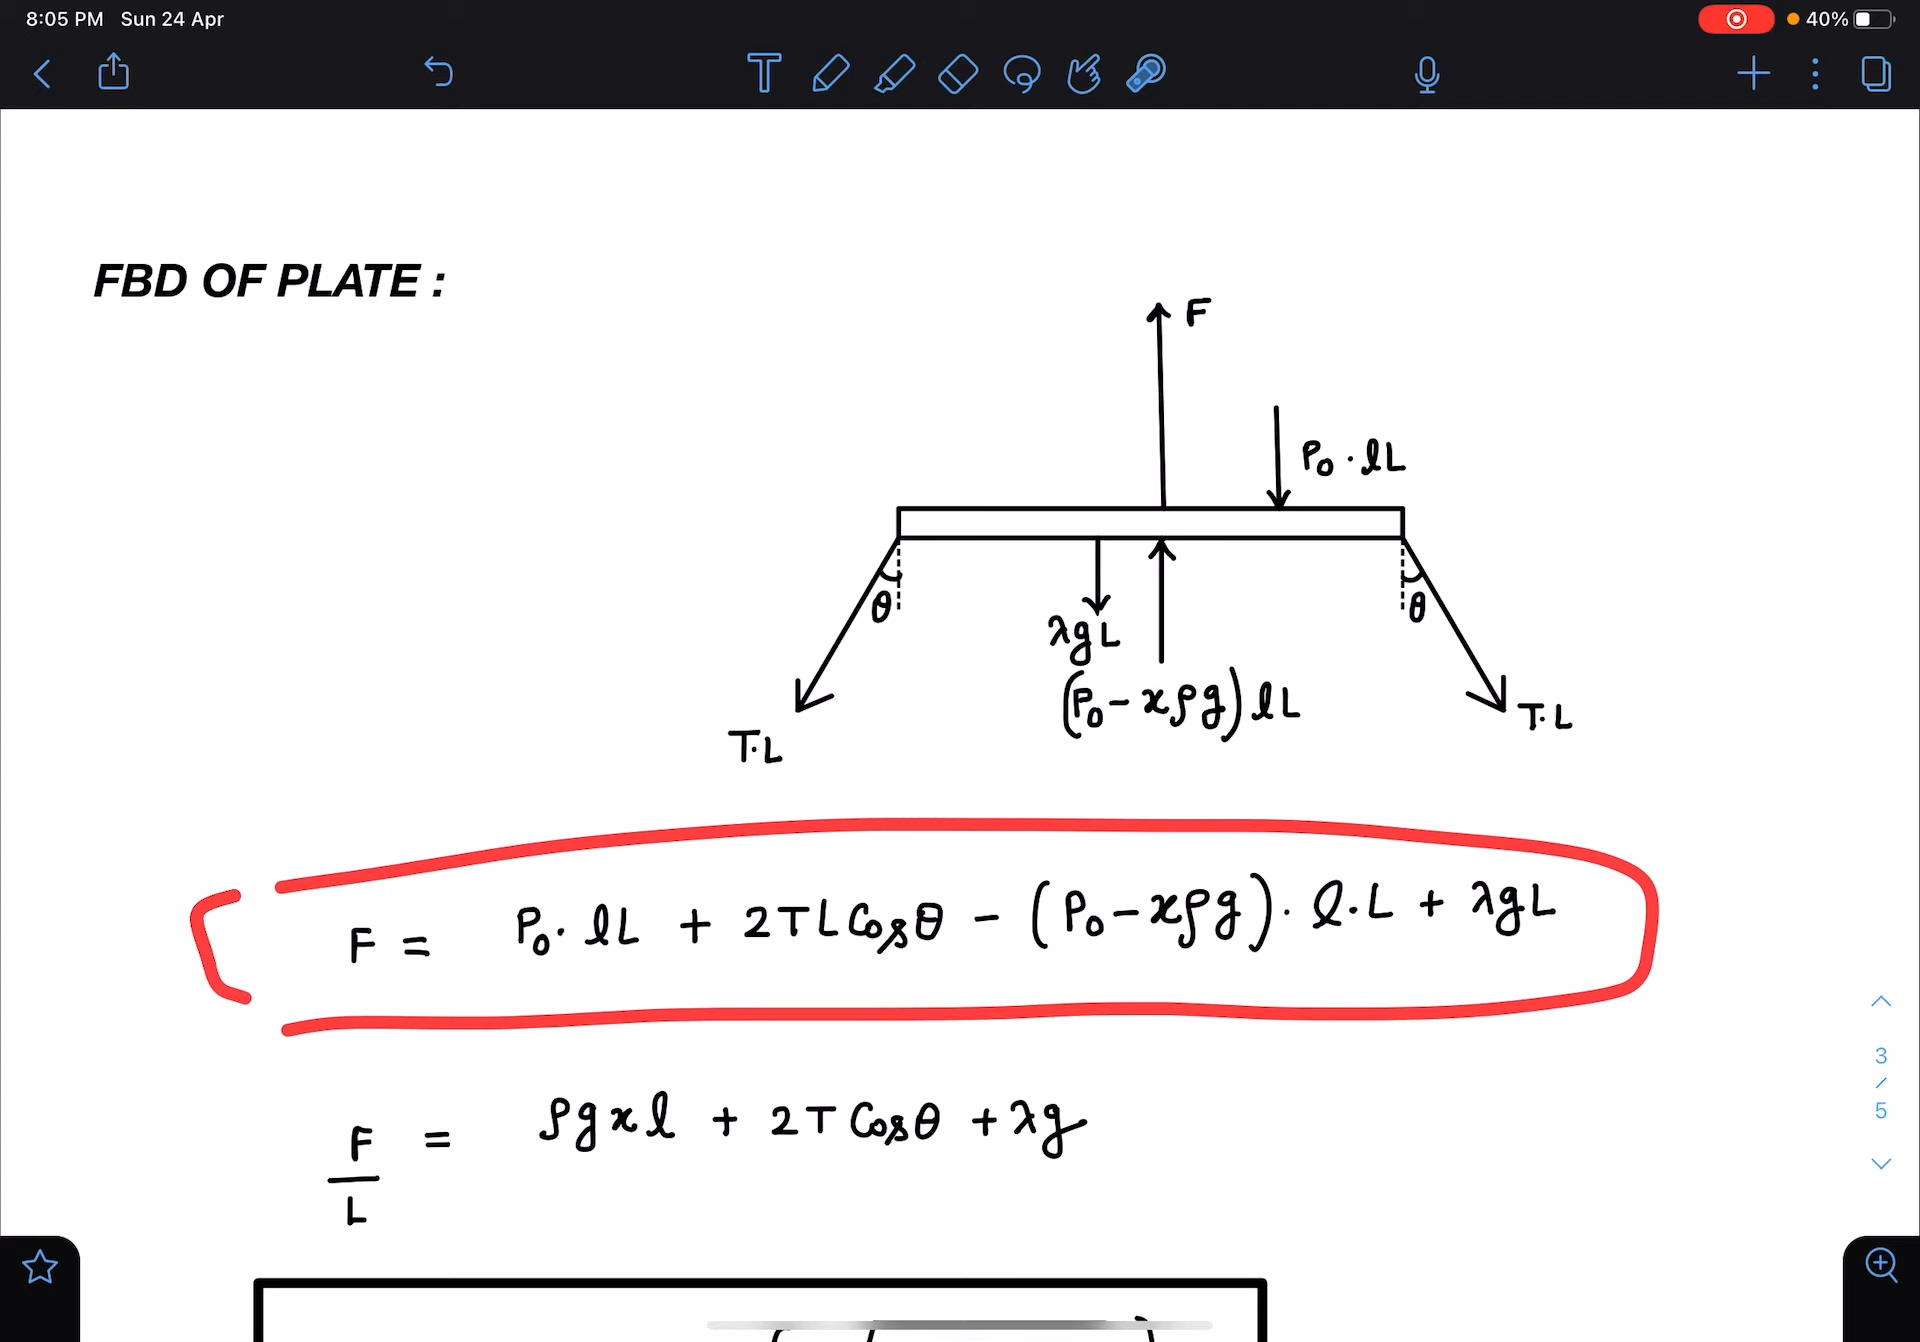 8:05 PM Sun 24 Apr
40%
T
FBD OF PLATE :
F
P₀ · lL
θ
θ
λgL
(P₀ - xρg) lL
T·L
T·L
F = P₀· lL + 2TL Cosθ - (P₀ - xρg) · l.L + λgL
F/L = ρgxl + 2T Cosθ + λg
3
/
5